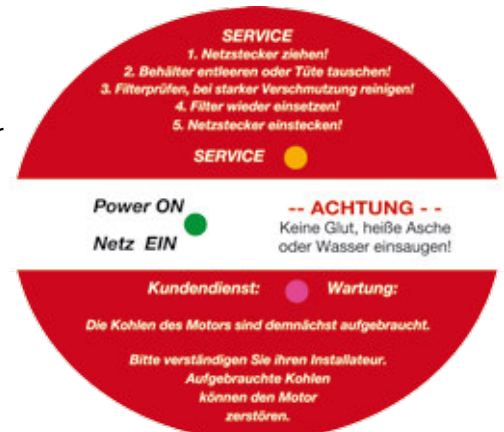 SERVICE
1. Netzstecker ziehen!
2. Behälter entleeren oder Tüte tauschen!
3. Filterprüfen, bei starker Verschmutzung reinigen!
4. Filter wieder einsetzen!
5. Netzstecker einstecken!
SERVICE
Power ON
Netz EIN
-- ACHTUNG - -
Keine Glut, heiße Asche
oder Wasser einsaugen!
Kundendienst: Wartung:
Die Kohlen des Motors sind demnächst aufgebraucht.
Bitte verständigen Sie ihren Installateur.
Aufgebrauchte Kohlen
können den Motor
zerstören.